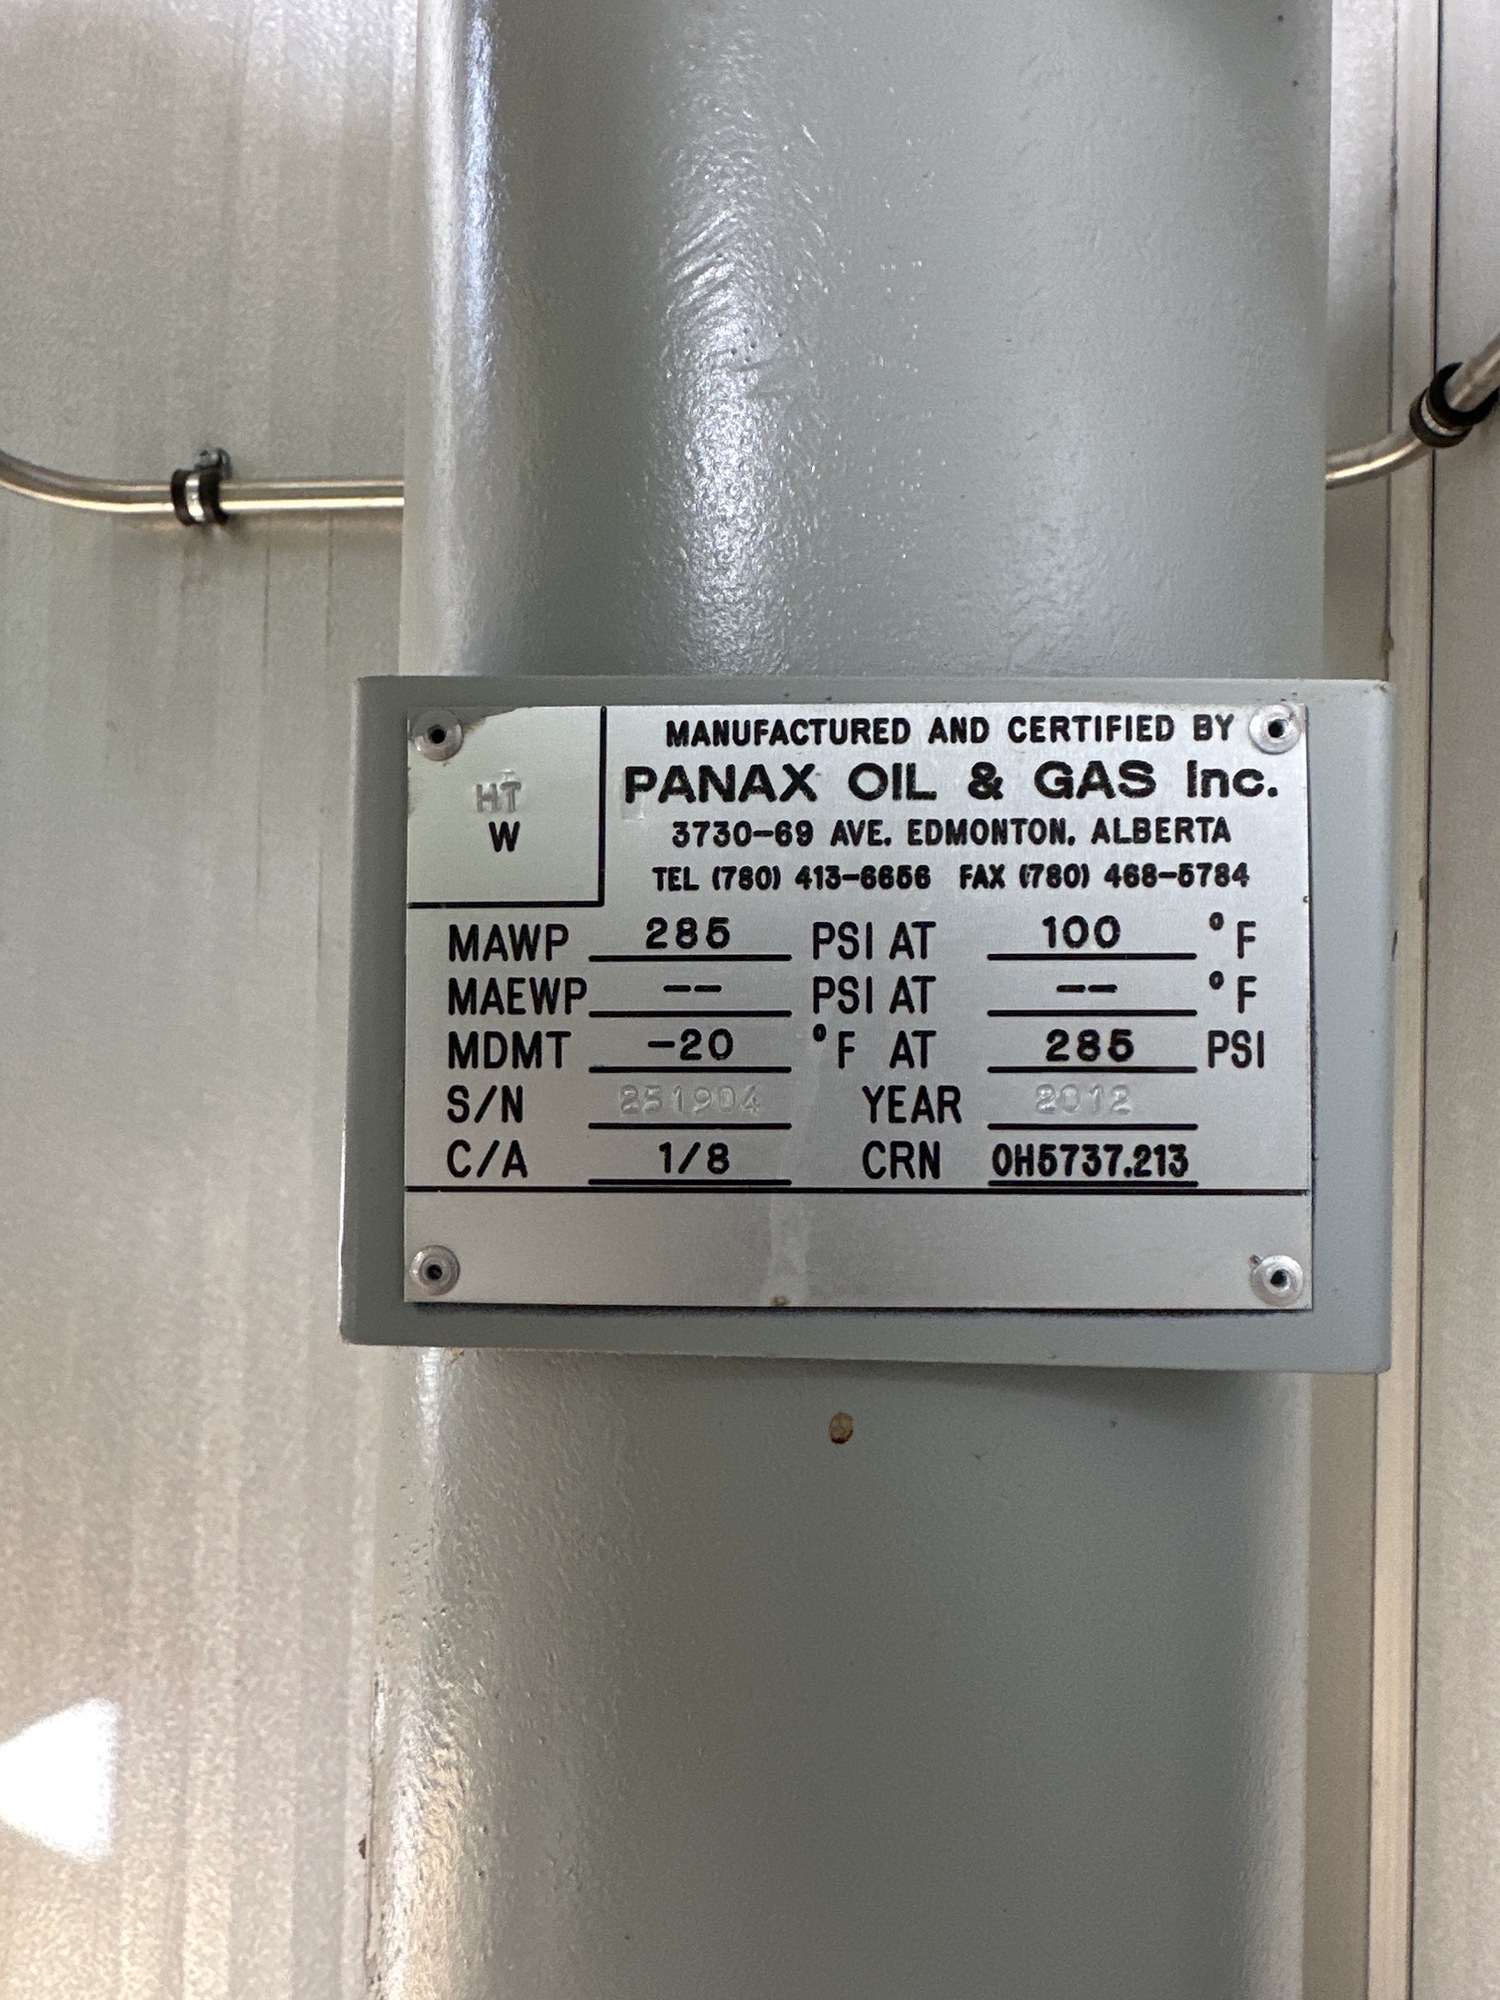 MANUFACTURED AND CERTIFIED BY
PANAX OIL & GAS Inc.
3730-69 AVE. EDMONTON, ALBERTA
TEL (780) 413-6656 FAX (780) 468-5784
HT
W
MAWP 285 PSI AT 100 °F
MAEWP -- PSI AT -- °F
MDMT -20 °F AT 285 PSI
S/N 251904 YEAR 2012
C/A 1/8 CRN 0H5737.213